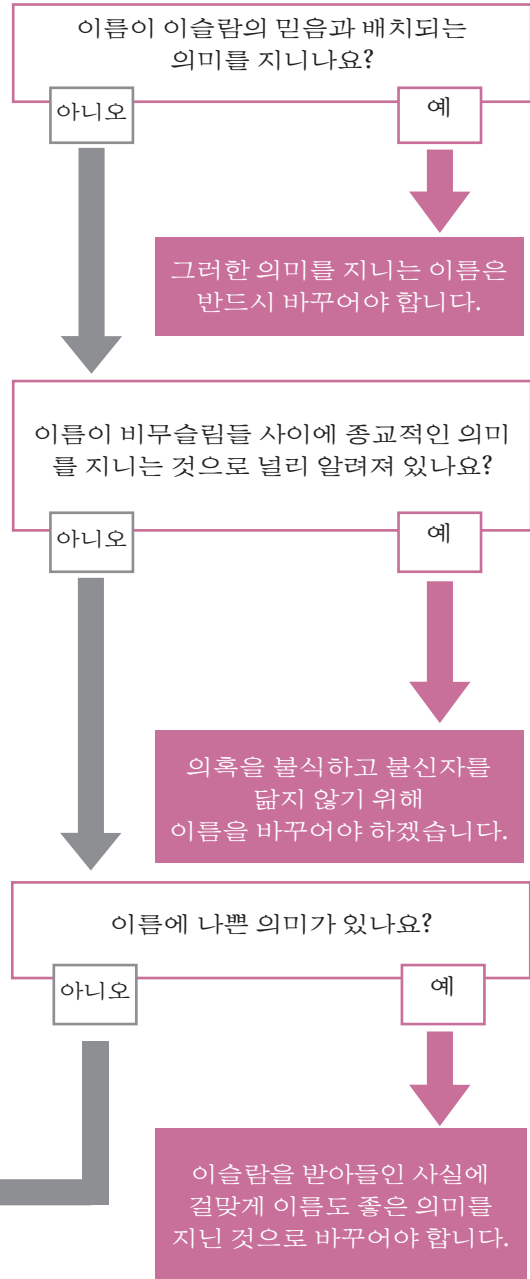 이름이 이슬람의 믿음과 배치되는
의미를 지니나요?
아니오
예
그러한 의미를 지니는 이름은
반드시 바꾸어야 합니다.
이름이 비무슬림들 사이에 종교적인 의미
를 지니는 것으로 널리 알려져 있나요?
아니오
예
의혹을 불식하고 불신자를
닮지 않기 위해
이름을 바꾸어야 하겠습니다.
이름에 나쁜 의미가 있나요?
아니오
예
이슬람을 받아들인 사실에
걸맞게 이름도 좋은 의미를
지닌 것으로 바꾸어야 합니다.